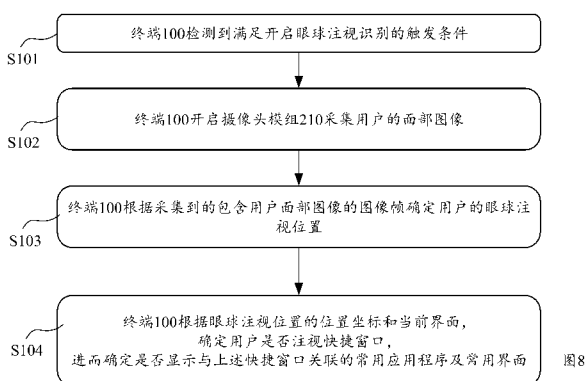 终端100检测到满足开启眼球注视识别的触发条件
S101
终端100开启摄像头模组210采集用户的面部图像
S102
终端100根据采集到的包含用户面部图像的图像帧确定用户的眼球注
视位置
S103
终端100根据眼球注视位置的位置坐标和当前界面，
确定用户是否注视快捷窗口，
进而确定是否显示与上述快捷窗口关联的常用应用程序及常用界面
S104
图8